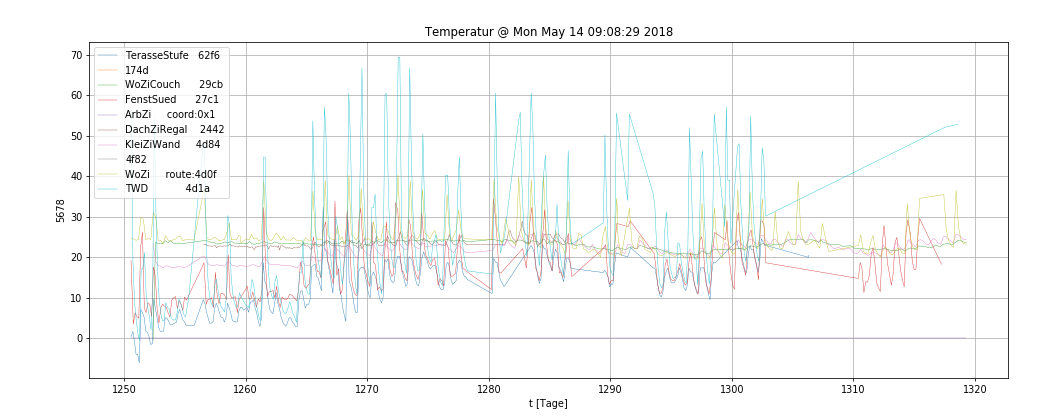 Temperatur @ Mon May 14 09:08:29 2018
70
60
50
40
30
20
10
0
5678
TerasseStufe 62f6
174d
WoZiCouch 29cb
FenstSued 27c1
ArbZi coord:0x1
DachZiRegal 2442
KleiZiWand 4d84
4f82
WoZi route:4d0f
TWD 4d1a
1250 1260 1270 1280 1290 1300 1310 1320
t [Tage]